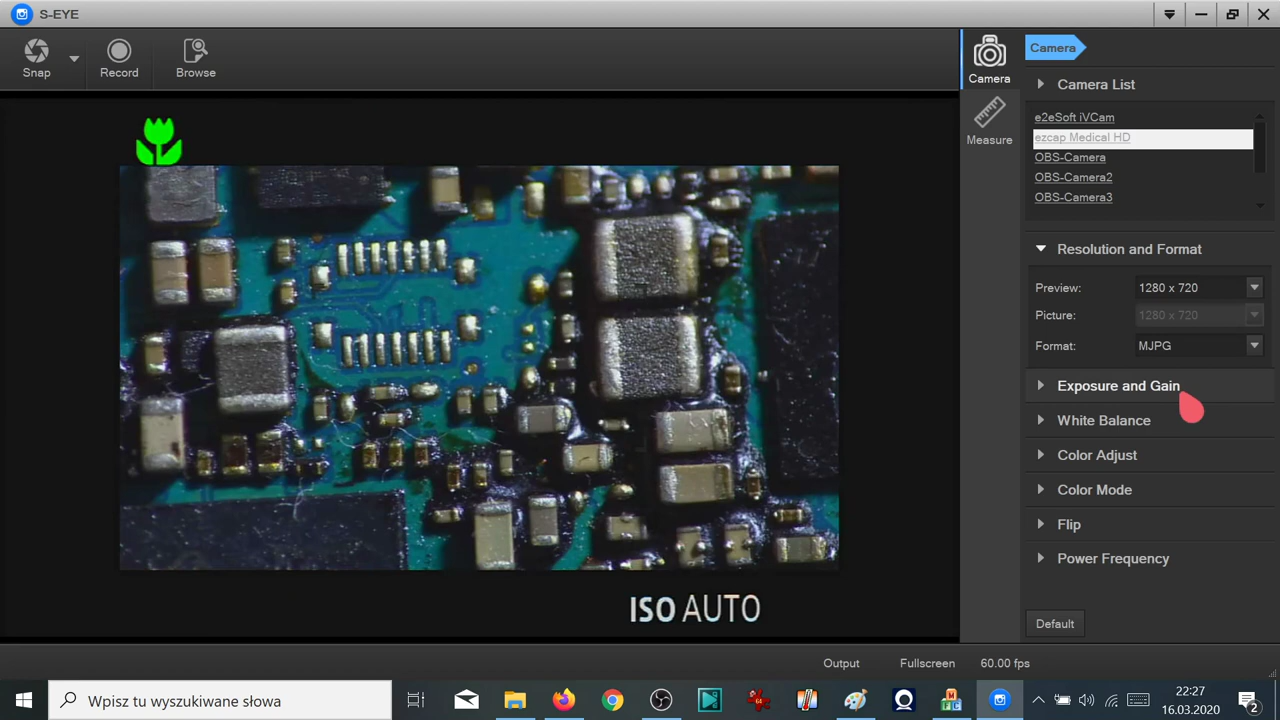 S-EYE
Snap
Record
Browse
Camera
Measure
Camera
Camera List
e2eSoft iVCam
ezcap Medical HD
OBS-Camera
OBS-Camera2
OBS-Camera3
Resolution and Format
Preview: 1280 x 720
Picture: 1280 x 720
Format: MJPG
Exposure and Gain
White Balance
Color Adjust
Color Mode
Flip
Power Frequency
Default
ISO AUTO
Output Fullscreen 60.00 fps
Wpisz tu wyszukiwane słowa
64
22:27
16.03.2020
2